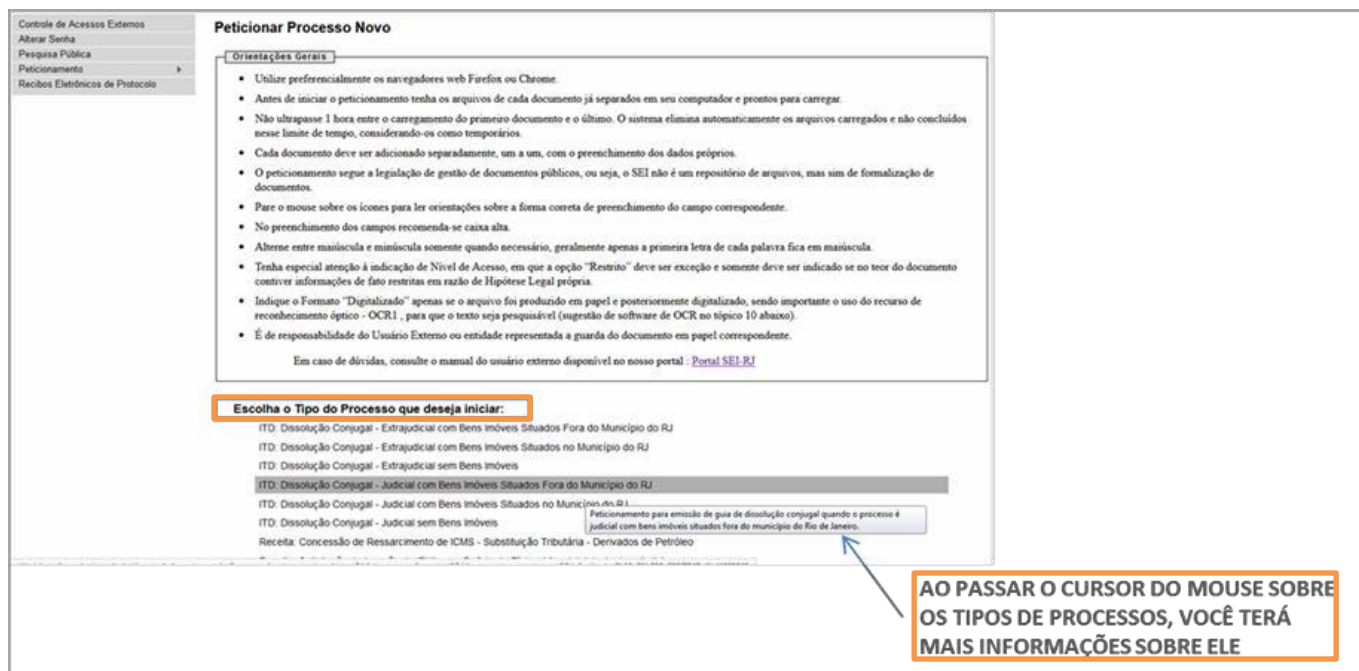 Controle de Acessos Externos
Alterar Senha
Pesquisa Pública
Peticionamento
Recibos Eletrônicos de Protocolo
Peticionar Processo Novo
Orientações Gerais
• Utilize preferencialmente os navegadores web Firefox ou Chrome.
• Antes de iniciar o peticionamento tenha os arquivos de cada documento já separados em seu computador e prontos para carregar.
• Não ultrapasse 1 hora entre o carregamento do primeiro documento e o último. O sistema elimina automaticamente os arquivos carregados e não concluídos
nesse limite de tempo, considerando-os como temporários.
• Cada documento deve ser adicionado separadamente, um a um, com o preenchimento dos dados próprios.
• O peticionamento segue a legislação de gestão de documentos públicos, ou seja, o SEI não é um repositório de arquivos, mas sim de formalização de
documentos.
• Pare o mouse sobre os ícones para ler orientações sobre a forma correta de preenchimento do campo correspondente.
• No preenchimento dos campos recomenda-se caixa alta.
• Alterne entre maiúscula e minúscula somente quando necessário, geralmente apenas a primeira letra de cada palavra fica em maiúscula.
• Tenha especial atenção à indicação de Nível de Acesso, em que a opção "Restrito" deve ser exceção e somente deve ser indicado se no teor do documento
contiver informações de fato restritas em razão de Hipótese Legal própria.
• Indique o Formato "Digitalizado" apenas se o arquivo foi produzido em papel e posteriormente digitalizado, sendo importante o uso do recurso de
reconhecimento óptico - OCR1 , para que o texto seja pesquisável (sugestão de software de OCR no tópico 10 abaixo).
• É de responsabilidade do Usuário Externo ou entidade representada a guarda do documento em papel correspondente.
Em caso de dúvidas, consulte o manual do usuário externo disponível no nosso portal : Portal SEI-RJ
Escolha o Tipo do Processo que deseja iniciar:
ITD: Dissolução Conjugal - Extrajudicial com Bens Imóveis Situados Fora do Município do RJ
ITD: Dissolução Conjugal - Extrajudicial com Bens Imóveis Situados no Município do RJ
ITD: Dissolução Conjugal - Extrajudicial sem Bens Imóveis
ITD: Dissolução Conjugal - Judicial com Bens Imóveis Situados Fora do Município do RJ
ITD: Dissolução Conjugal - Judicial com Bens Imóveis Situados no Município do RJ
Peticionamento para emissão de guia de dissolução conjugal quando o processo é
judicial com bens imóveis situados fora do município do Rio de Janeiro.
ITD: Dissolução Conjugal - Judicial sem Bens Imóveis
Receita: Concessão de Ressarcimento de ICMS - Substituição Tributária - Derivados de Petróleo
AO PASSAR O CURSOR DO MOUSE SOBRE
OS TIPOS DE PROCESSOS, VOCÊ TERÁ
MAIS INFORMAÇÕES SOBRE ELE